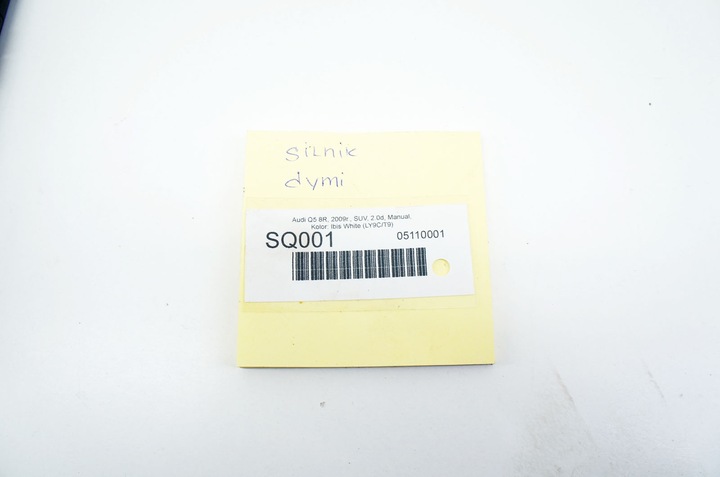 silnik
dymi
Audi Q5 8R, 2009r., SUV, 2.0d, Manual,
Kolor: Ibis White (LY9C/T9)
SQ001 05110001